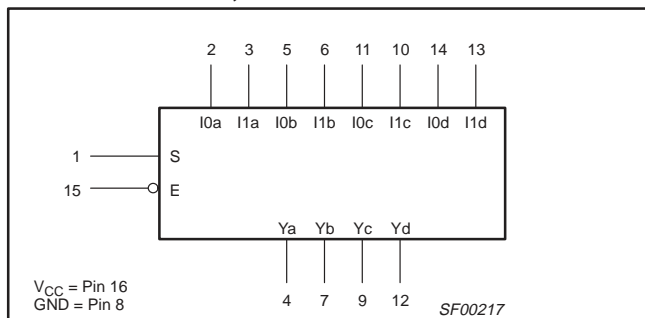 2 3 5 6 11 10 14 13
I0a I1a I0b I1b I0c I1c I0d I1d
1 S
15 E
Ya Yb Yc Yd
VCC = Pin 16
GND = Pin 8
4 7 9 12
SF00217